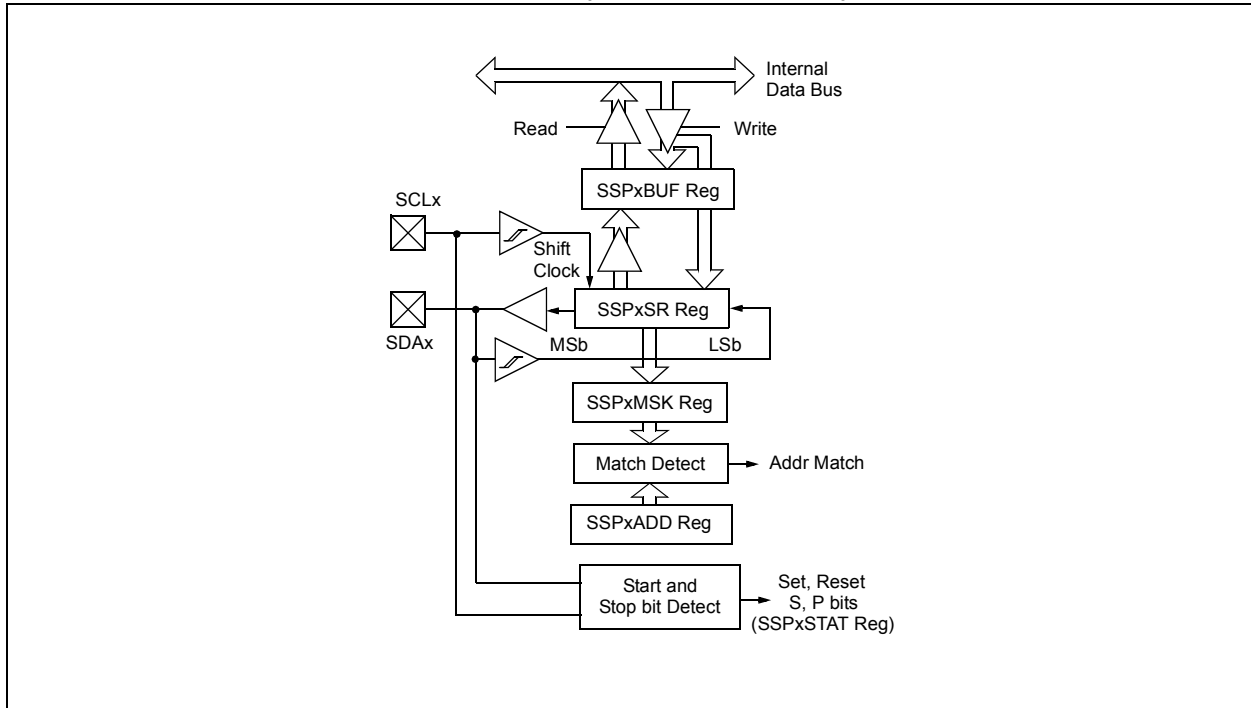 Internal
Data Bus
Read
Write
SSPxBUF Reg
SCLx
Shift
Clock
SSPxSR Reg
SDAx
MSb
LSb
SSPxMSK Reg
Match Detect
Addr Match
SSPxADD Reg
Start and
Stop bit Detect
Set, Reset
S, P bits
(SSPxSTAT Reg)